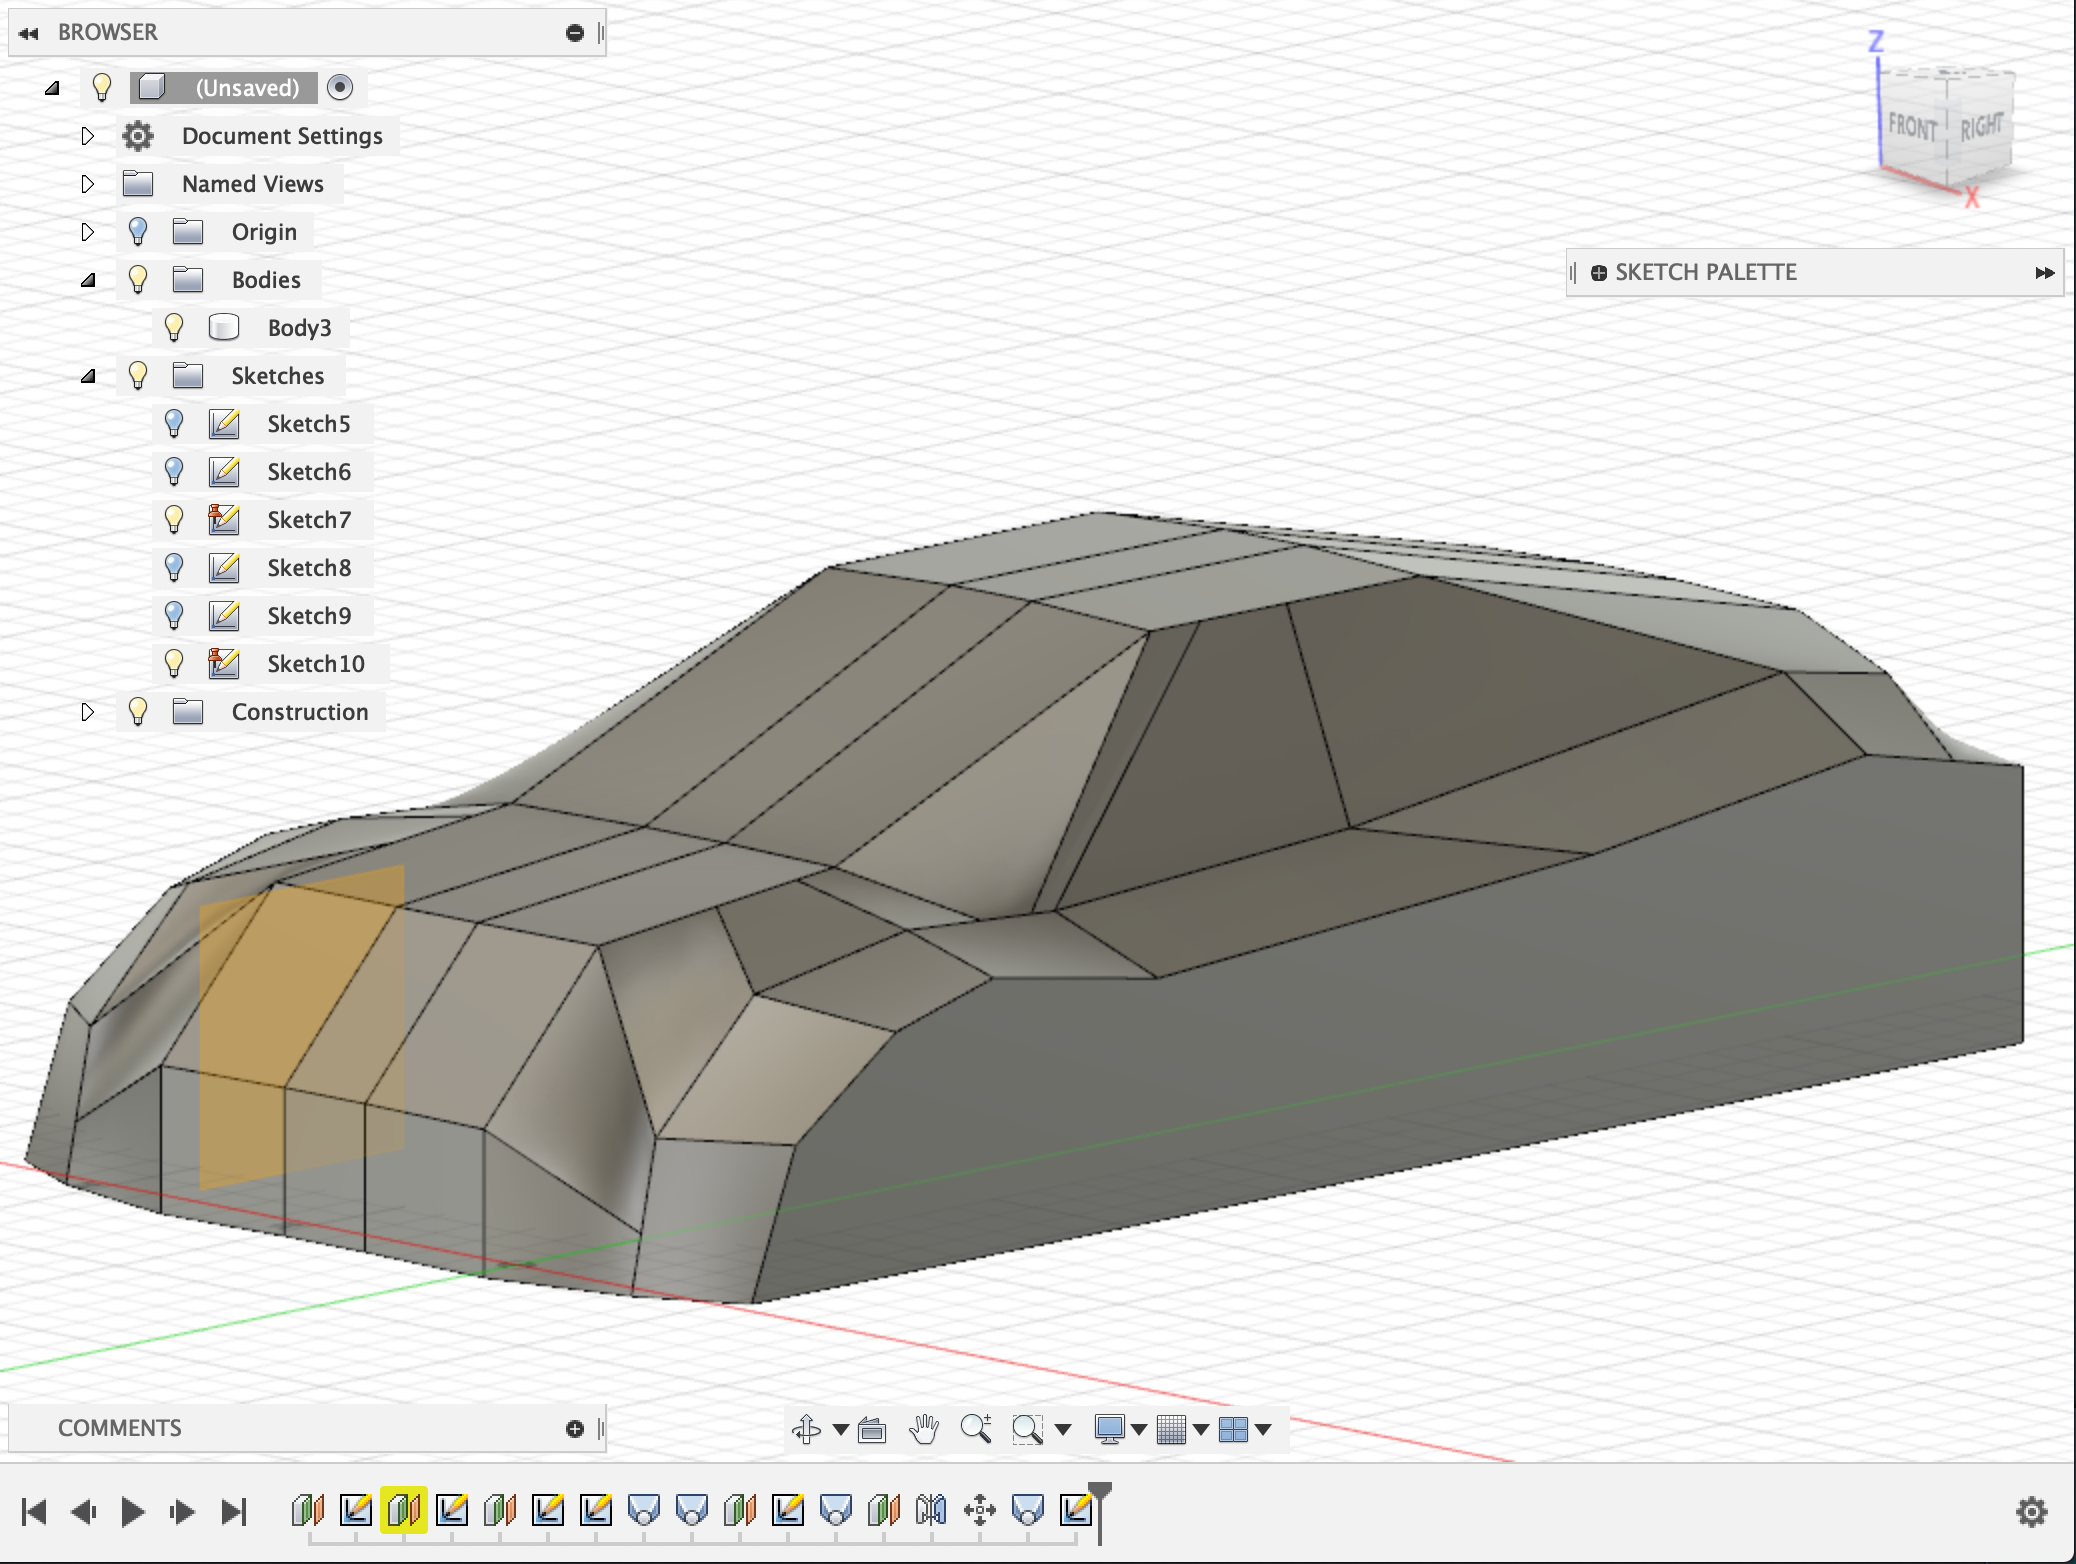 BROWSER
(Unsaved)
Document Settings
Named Views
Origin
Bodies
Body3
Sketches
Sketch5
Sketch6
Sketch7
Sketch8
Sketch9
Sketch10
Construction
Z
FRONT
RIGHT
X
SKETCH PALETTE
COMMENTS